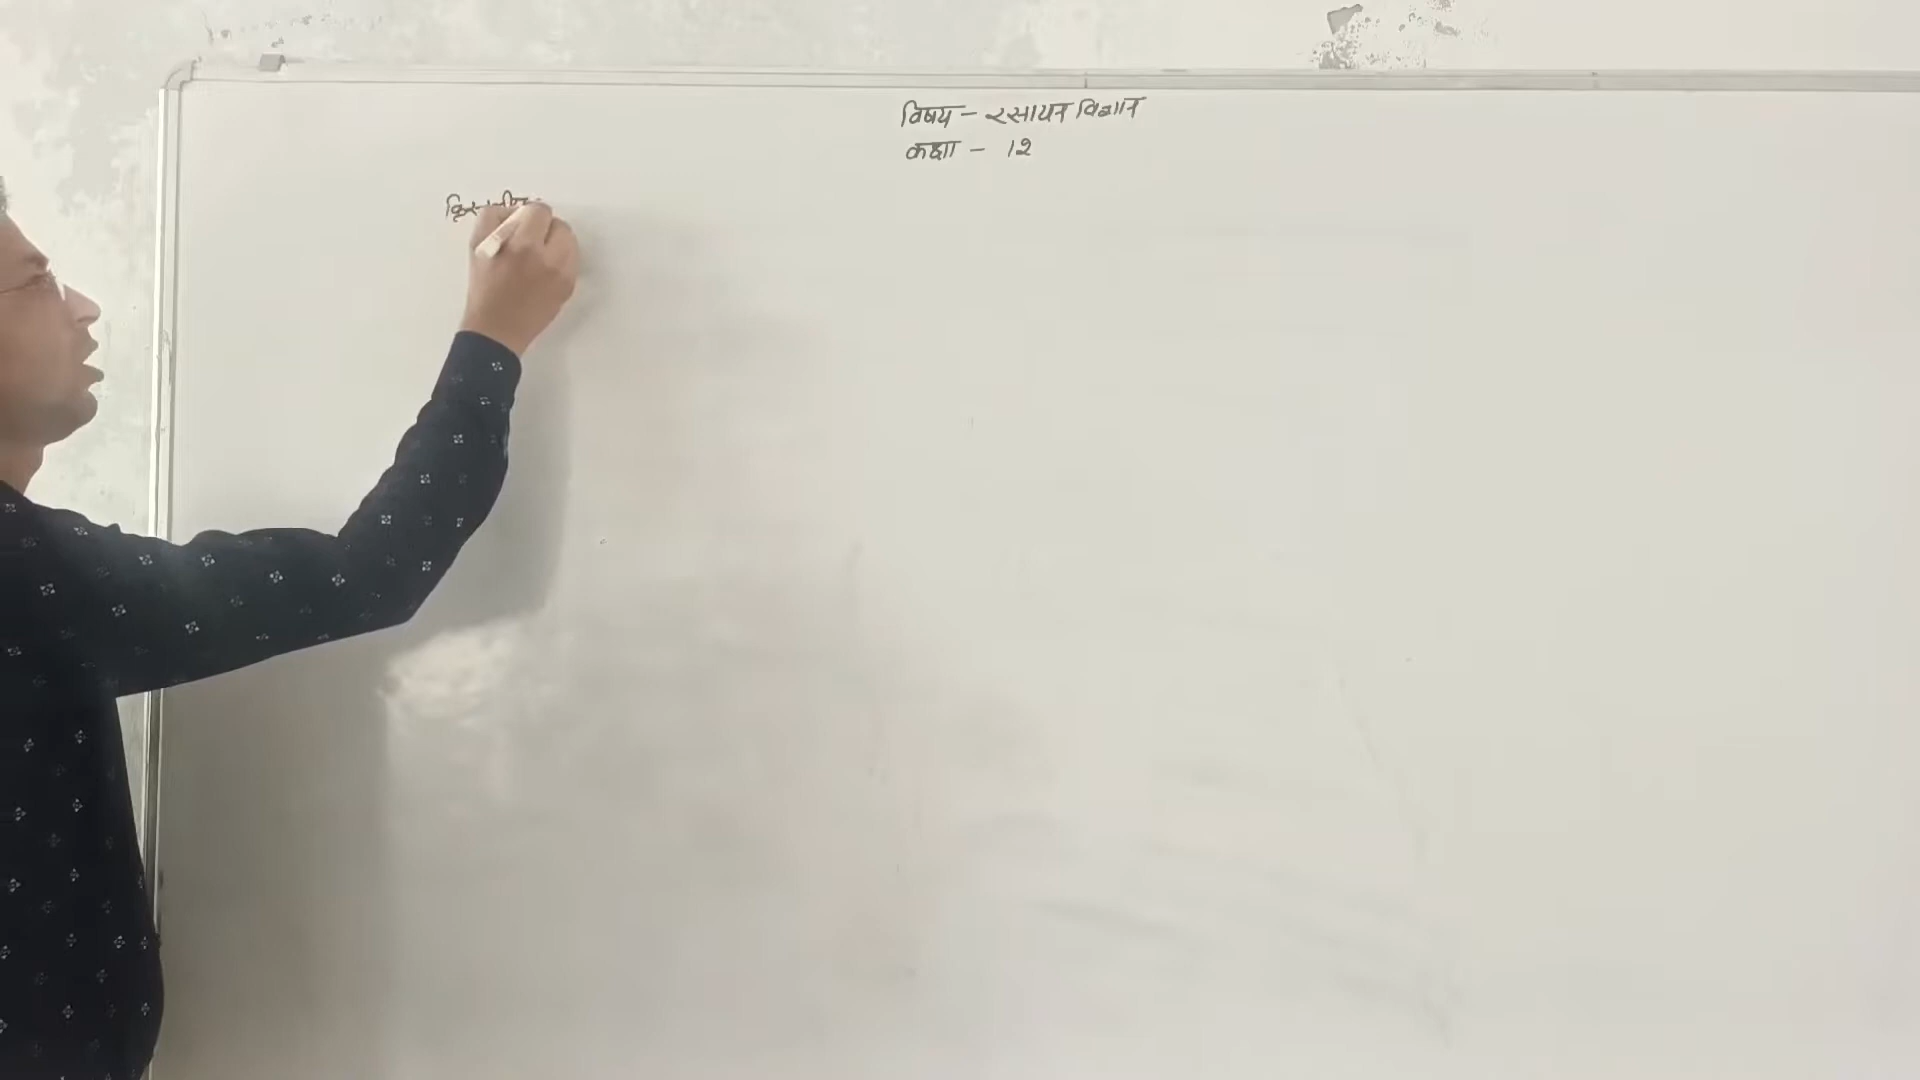 विषय - रसायन विज्ञान
कक्षा - 12